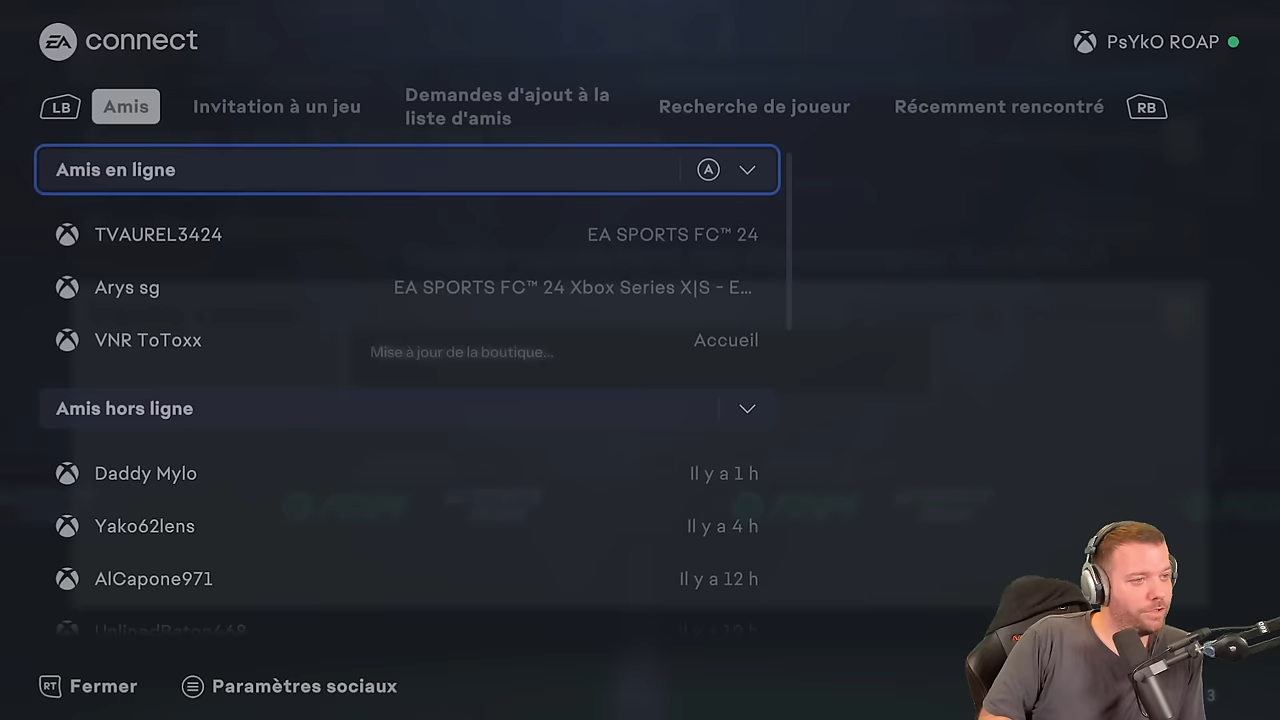 EA connect
PsYkO ROAP
LB
Amis
Invitation à un jeu
Demandes d'ajout à la
liste d'amis
Recherche de joueur
Récemment rencontré
RB
Amis en ligne
A
TVAUREL3424
EA SPORTS FC™ 24
Arys sg
EA SPORTS FC™ 24 Xbox Series X|S - E...
VNR ToToxx
Accueil
Mise à jour de la boutique...
Amis hors ligne
Daddy Mylo
Il y a 1 h
Yako62lens
Il y a 4 h
AlCapone971
Il y a 12 h
RT Fermer
Paramètres sociaux
3